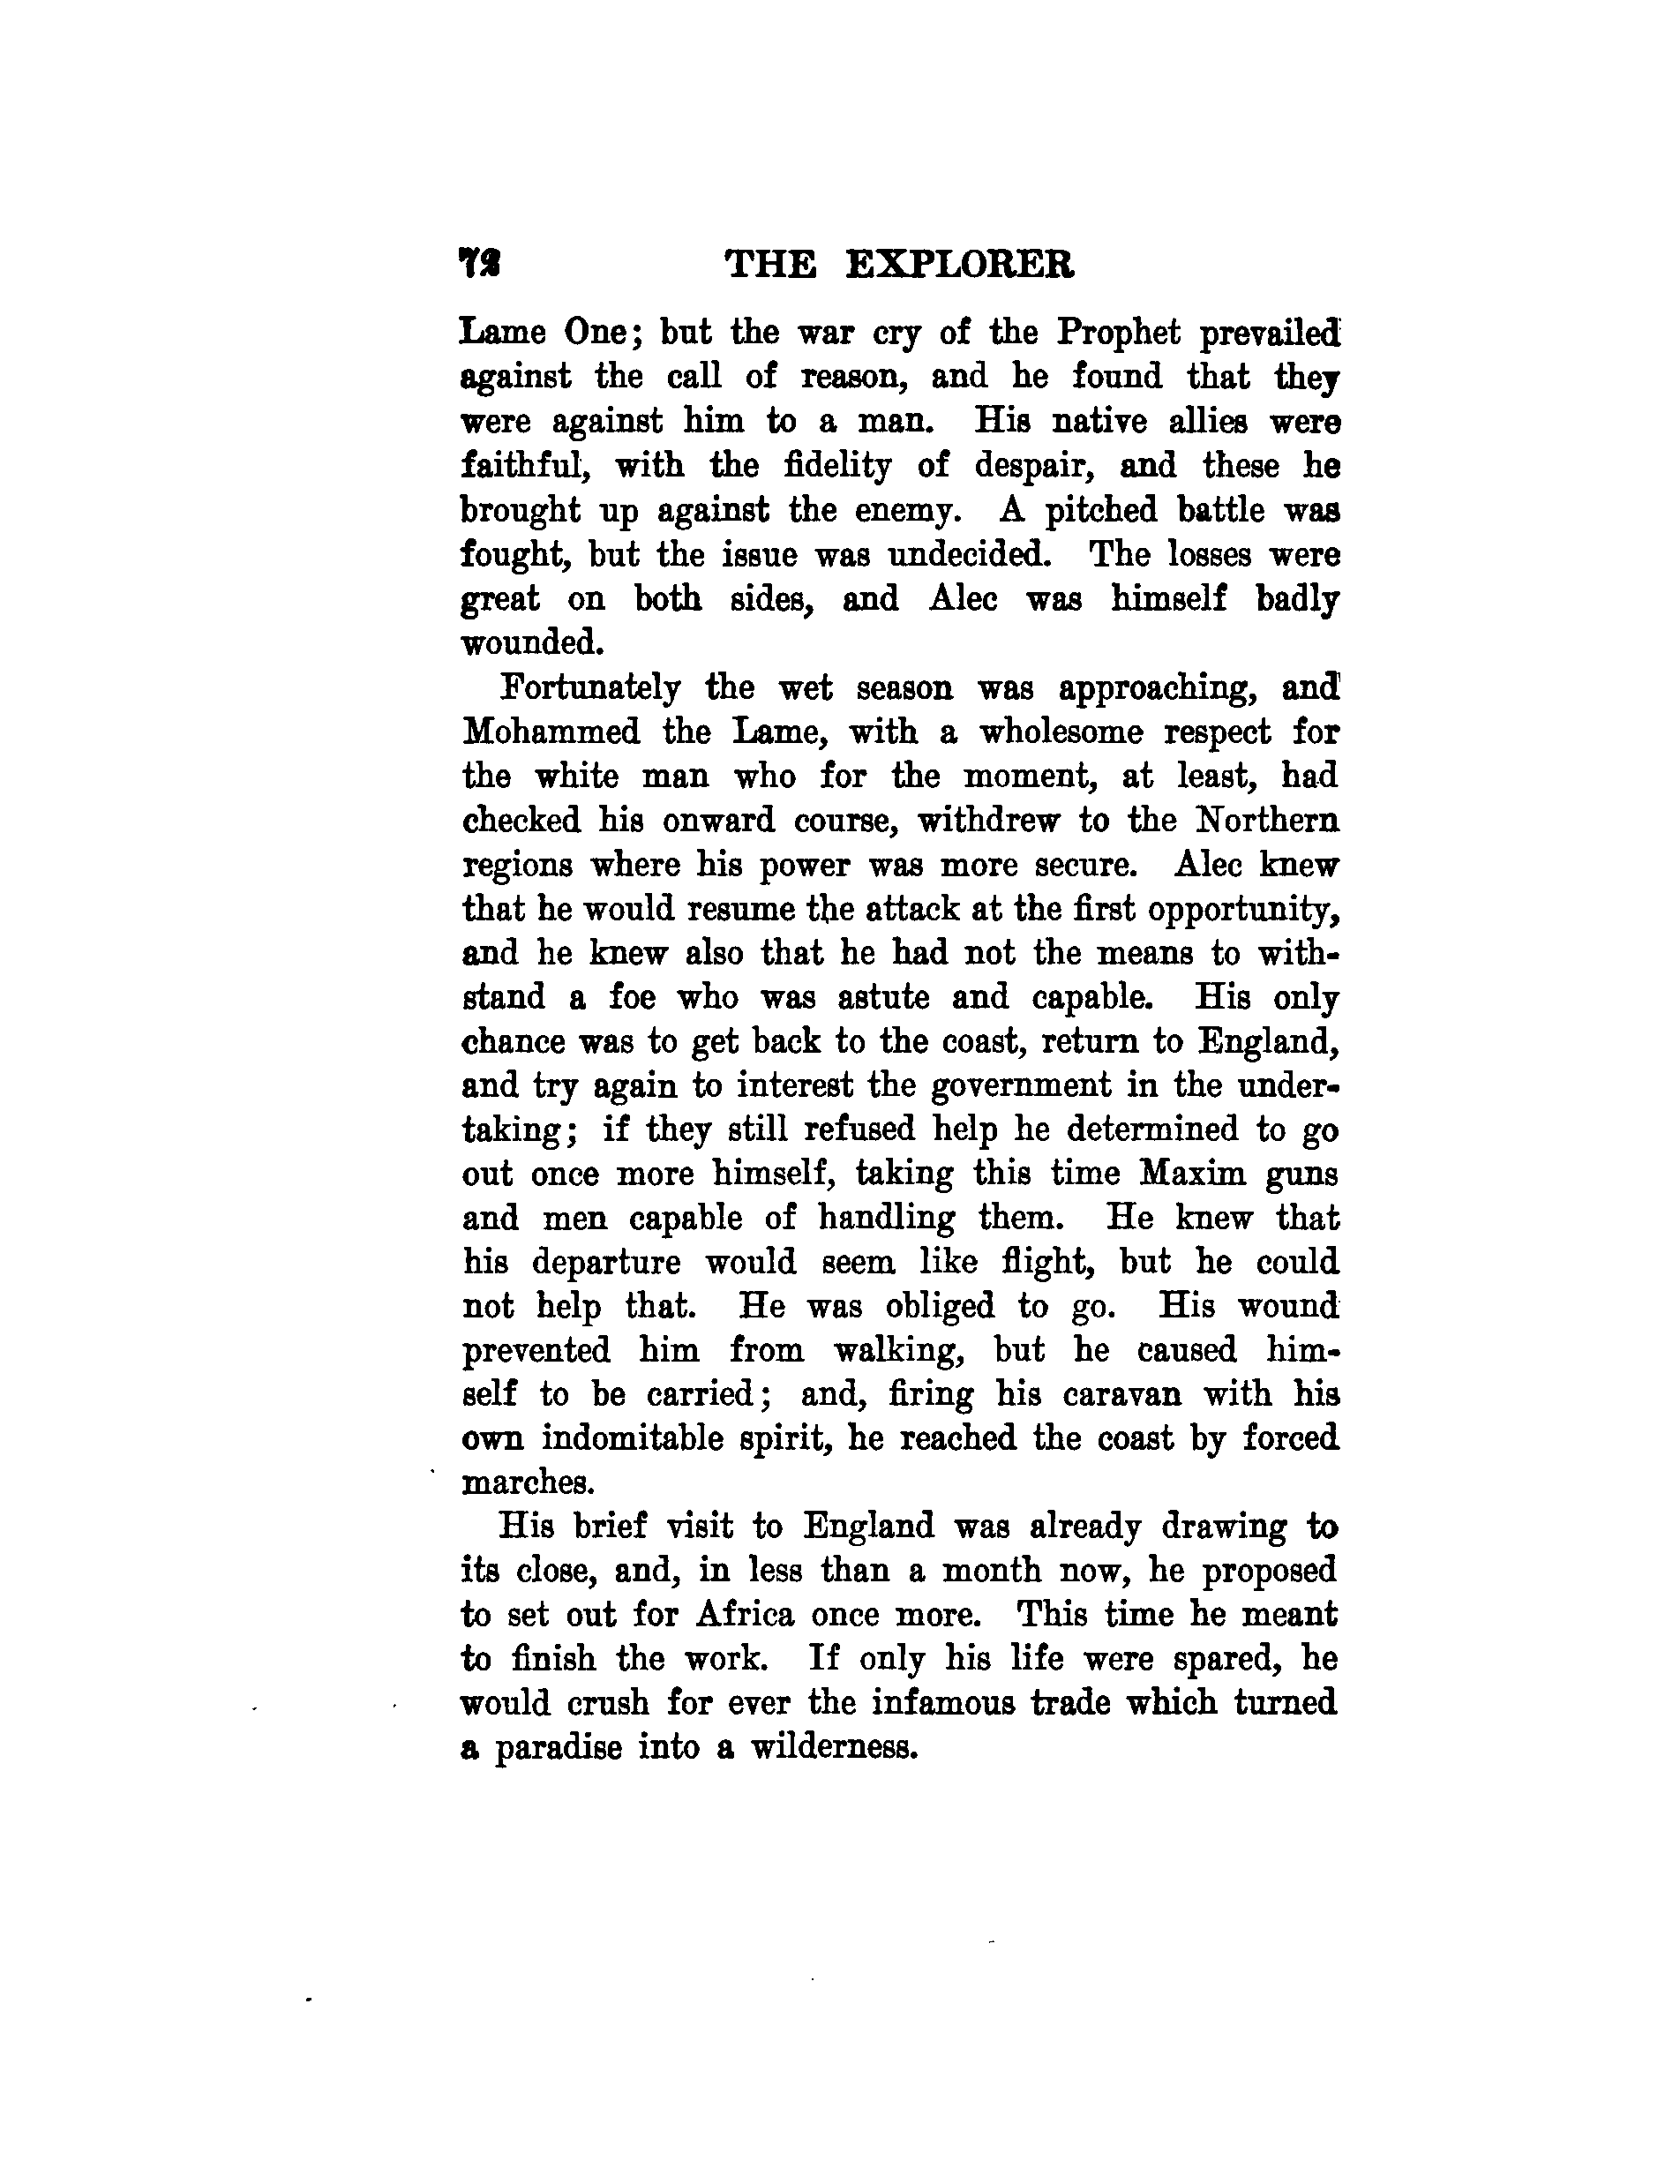 72 THE EXPLORER
Lame One; but the war cry of the Prophet prevailed
against the call of reason, and he found that they
were against him to a man. His native allies were
faithful, with the fidelity of despair, and these he
brought up against the enemy. A pitched battle was
fought, but the issue was undecided. The losses were
great on both sides, and Alec was himself badly
wounded.
Fortunately the wet season was approaching, and
Mohammed the Lame, with a wholesome respect for
the white man who for the moment, at least, had
checked his onward course, withdrew to the Northern
regions where his power was more secure. Alec knew
that he would resume the attack at the first opportunity,
and he knew also that he had not the means to with-
stand a foe who was astute and capable. His only
chance was to get back to the coast, return to England,
and try again to interest the government in the under-
taking; if they still refused help he determined to go
out once more himself, taking this time Maxim guns
and men capable of handling them. He knew that
his departure would seem like flight, but he could
not help that. He was obliged to go. His wound
prevented him from walking, but he caused him-
self to be carried; and, firing his caravan with his
own indomitable spirit, he reached the coast by forced
marches.
His brief visit to England was already drawing to
its close, and, in less than a month now, he proposed
to set out for Africa once more. This time he meant
to finish the work. If only his life were spared, he
would crush for ever the infamous trade which turned
a paradise into a wilderness.